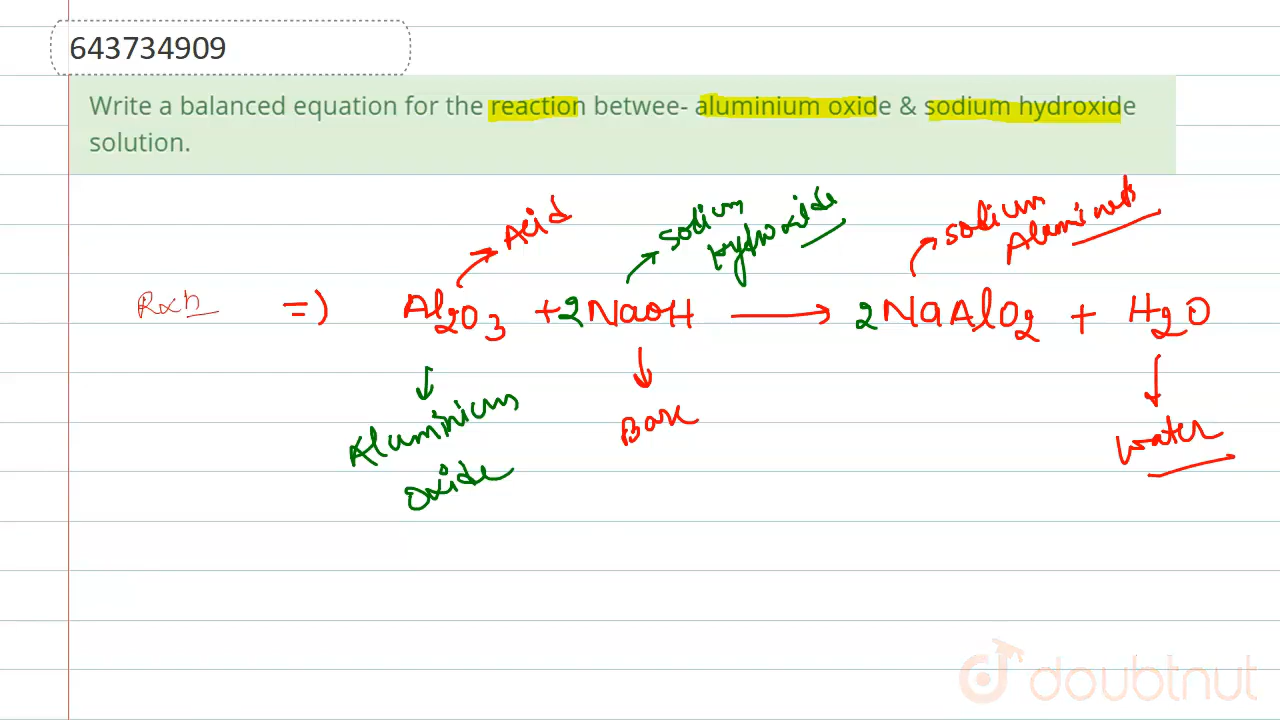 643734909
Write a balanced equation for the reaction betwee- aluminium oxide & sodium hydroxide
solution.
Acid
sodium
Hydroxide
sodium
Aluminets
Rxn => Al2O3 + 2NaOH → 2NaAlO2 + H2O
Aluminium
oxide
Base
water
doubtnut